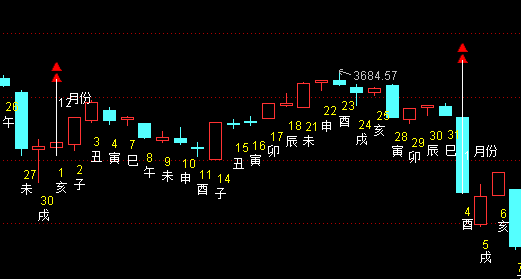 3684.57
26
午
27
未
30
戌
12月份
1
亥
2
子
3
丑
4
寅
7
巳
8
午
9
未
10
申
11
酉
14
子
15
丑
16
寅
17
卯
18
辰
21
未
22
申
23
酉
24
戌
25
亥
28
寅
29
卯
30
辰
31
巳
月份
4
酉
5
戌
6
亥